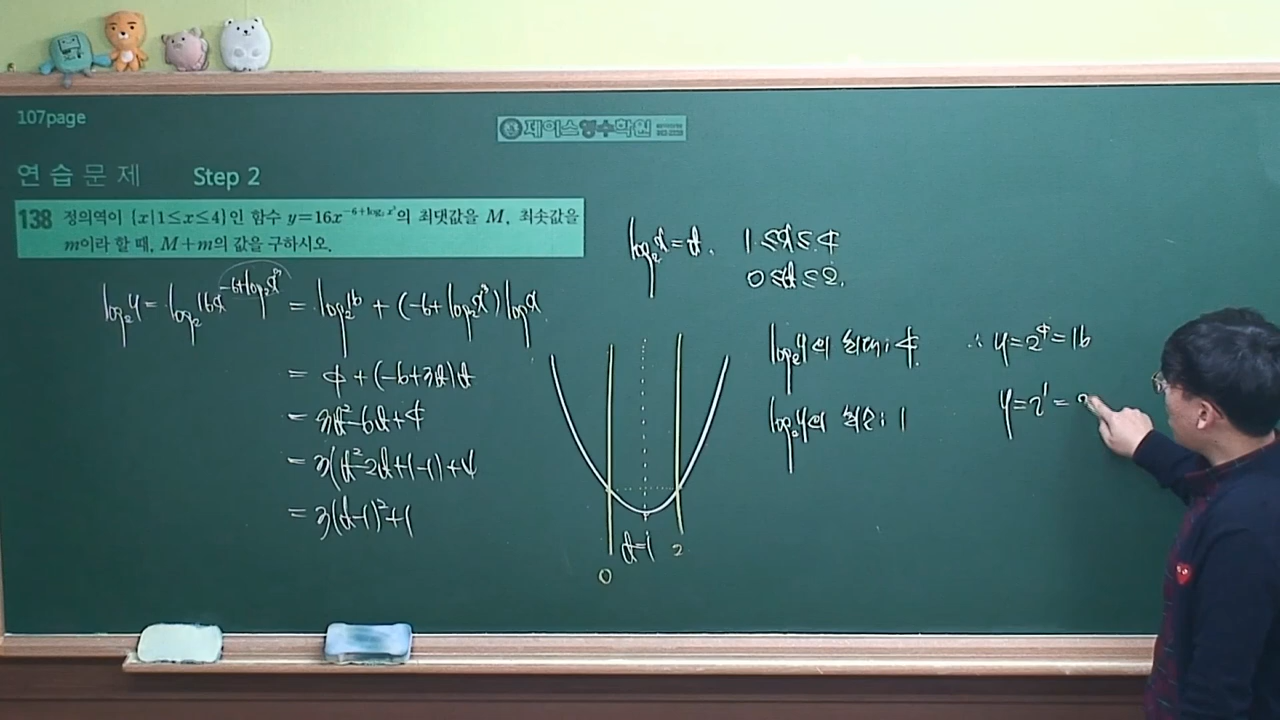 107page
제이스영수학원
연습문제 Step 2
138 정의역이 {x|1≤x≤4}인 함수 y=16x^{-6+log₂x³}의 최댓값을 M, 최솟값을
m이라 할 때, M+m의 값을 구하시오.
log₂y = log₂16x^{-6+log₂x³} = log₂16 + (-6+log₂x³)log₂x
= 4+(-6+3t)t
= 3t²-6t+4
= 3(t²-2t+1-1)+4
= 3(t-1)²+1
log₂x=t. 1≤x≤4
0≤t≤2.
0
t=1
2
log₂y의 최대: 4. ∴ y=2⁴=16
log₂y의 최소: 1 y=2¹=2